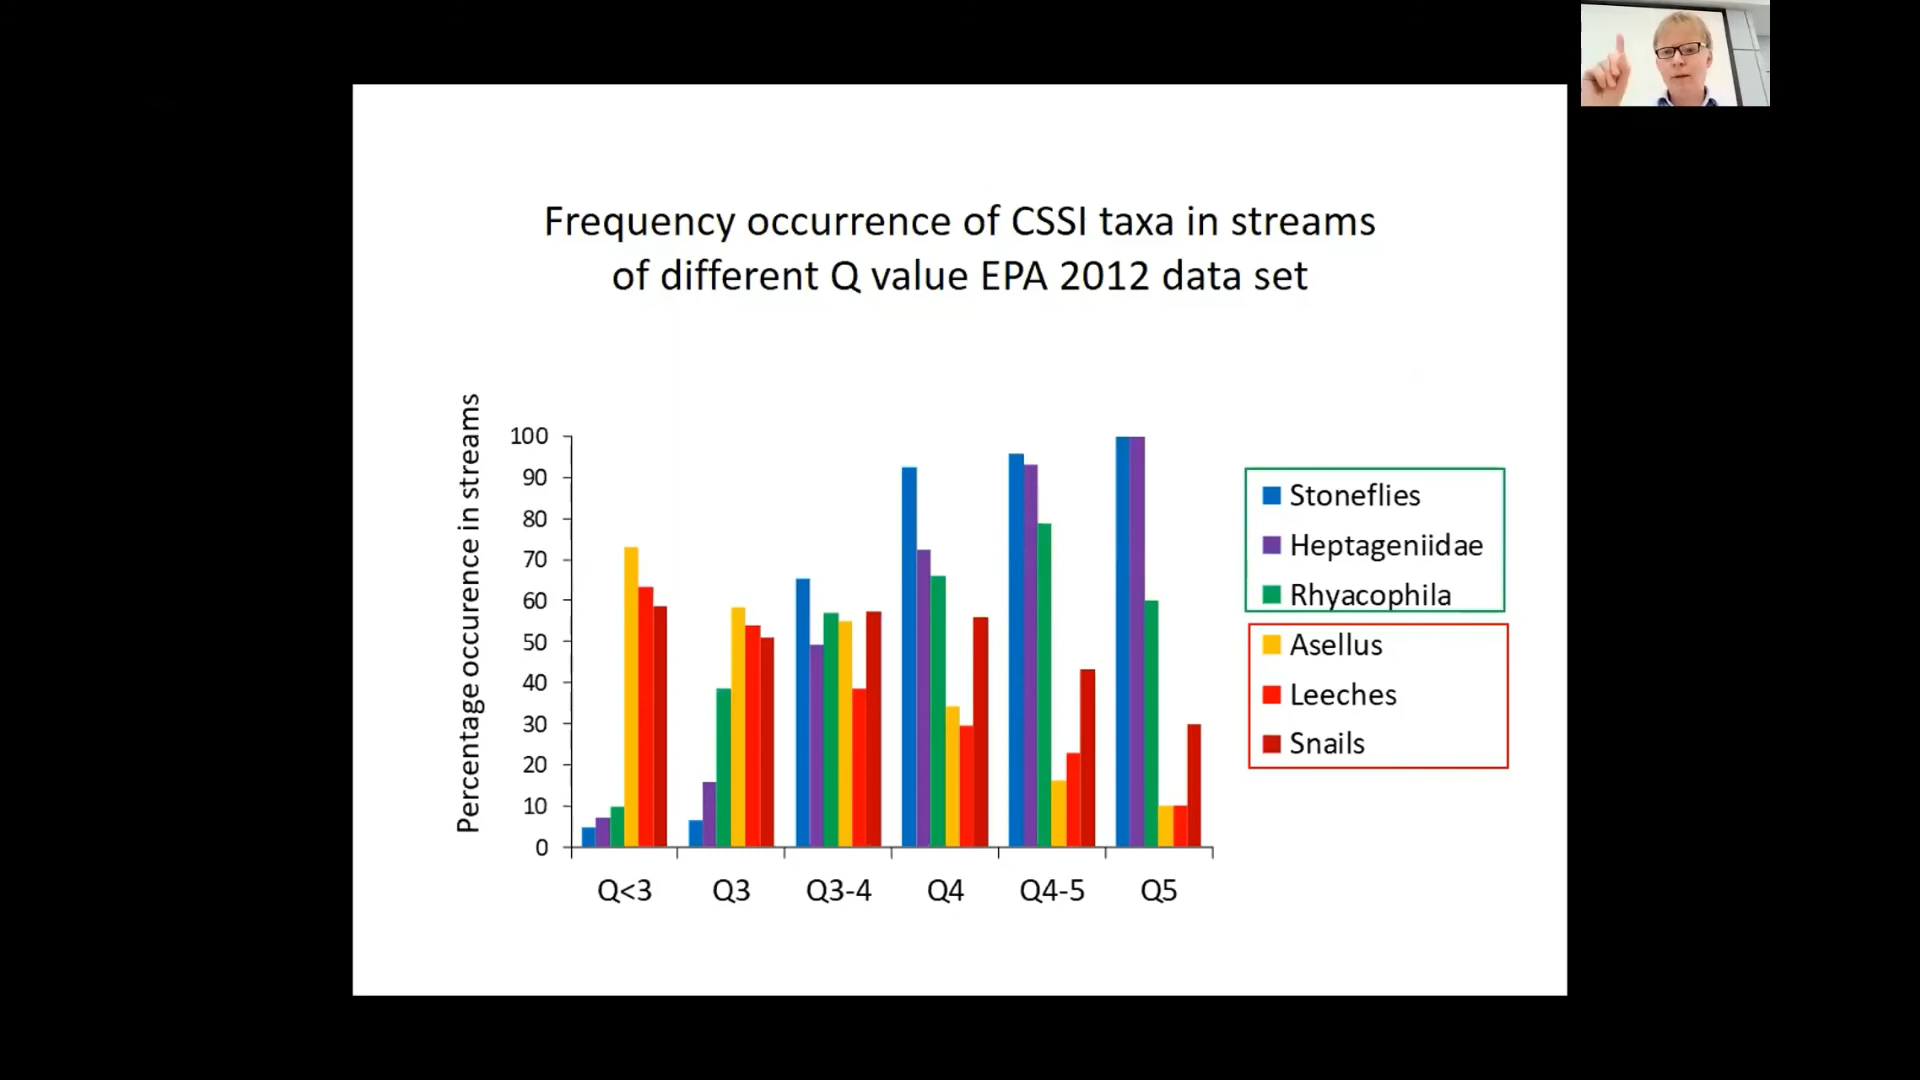 Frequency occurrence of CSSI taxa in streams
of different Q value EPA 2012 data set
Percentage occurence in streams
100
90
80
70
60
50
40
30
20
10
0
Q<3
Q3
Q3-4
Q4
Q4-5
Q5
Stoneflies
Heptageniidae
Rhyacophila
Asellus
Leeches
Snails